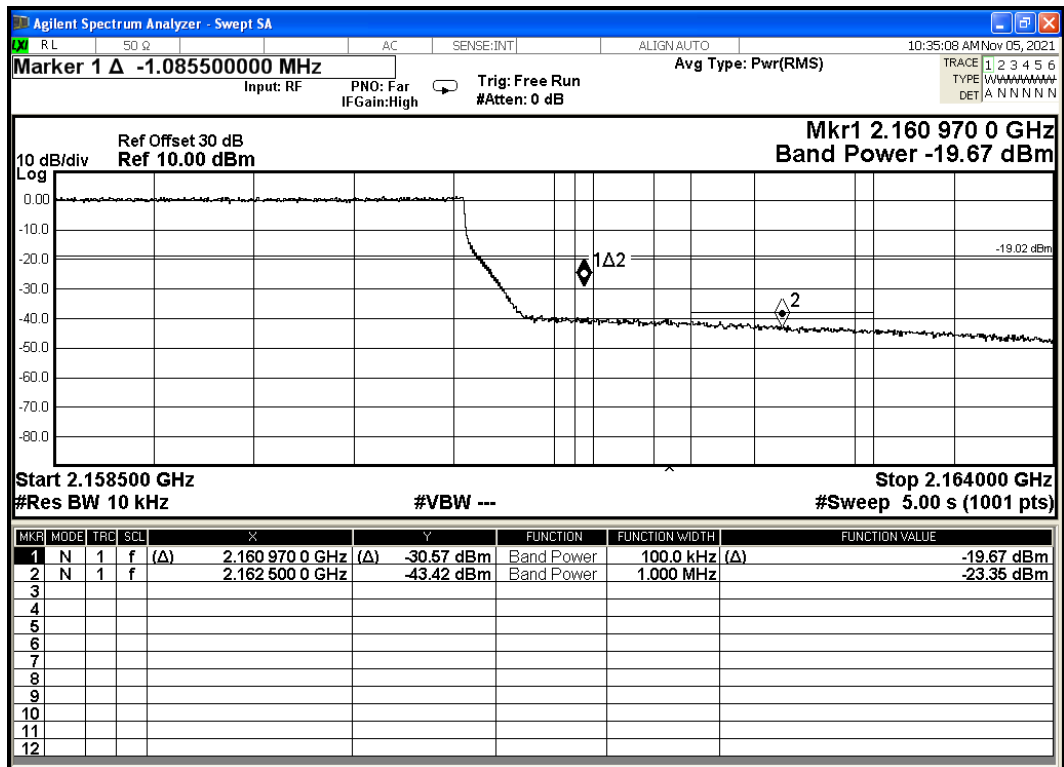 Agilent Spectrum Analyzer - Swept SA
LXI RL 50 Ω AC SENSE:INT ALIGN AUTO 10:35:08 AM Nov 05, 2021
Marker 1 Δ -1.085500000 MHz
Input: RF PNO: Far IFGain:High Trig: Free Run #Atten: 0 dB Avg Type: Pwr(RMS)
TRACE 1 2 3 4 5 6
TYPE WWWWWW
DET A N N N N N
Mkr1 2.160 970 0 GHz
Band Power -19.67 dBm
Ref Offset 30 dB
10 dB/div Ref 10.00 dBm
Log
0.00
-10.0
-19.02 dBm
-20.0
1Δ2
-30.0
2
-40.0
-50.0
-60.0
-70.0
-80.0
Start 2.158500 GHz Stop 2.164000 GHz
#Res BW 10 kHz #VBW --- #Sweep 5.00 s (1001 pts)
MKR MODE TRC SCL X Y FUNCTION FUNCTION WIDTH FUNCTION VALUE
1 N 1 f (Δ) 2.160 970 0 GHz (Δ) -30.57 dBm Band Power 100.0 kHz (Δ) -19.67 dBm
2 N 1 f 2.162 500 0 GHz -43.42 dBm Band Power 1.000 MHz -23.35 dBm
3
4
5
6
7
8
9
10
11
12